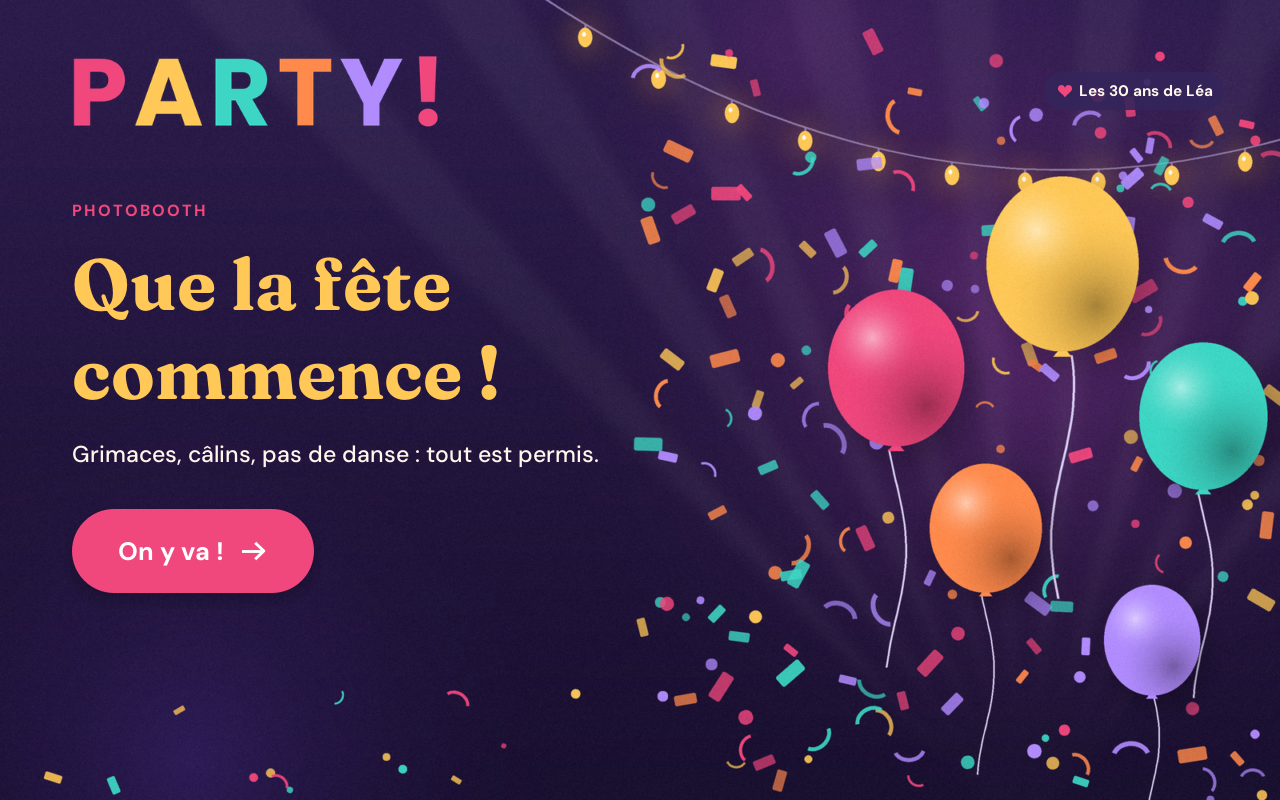 PARTY!
Les 30 ans de Léa
PHOTOBOOTH
Que la fête
commence !
Grimaces, câlins, pas de danse : tout est permis.
On y va !